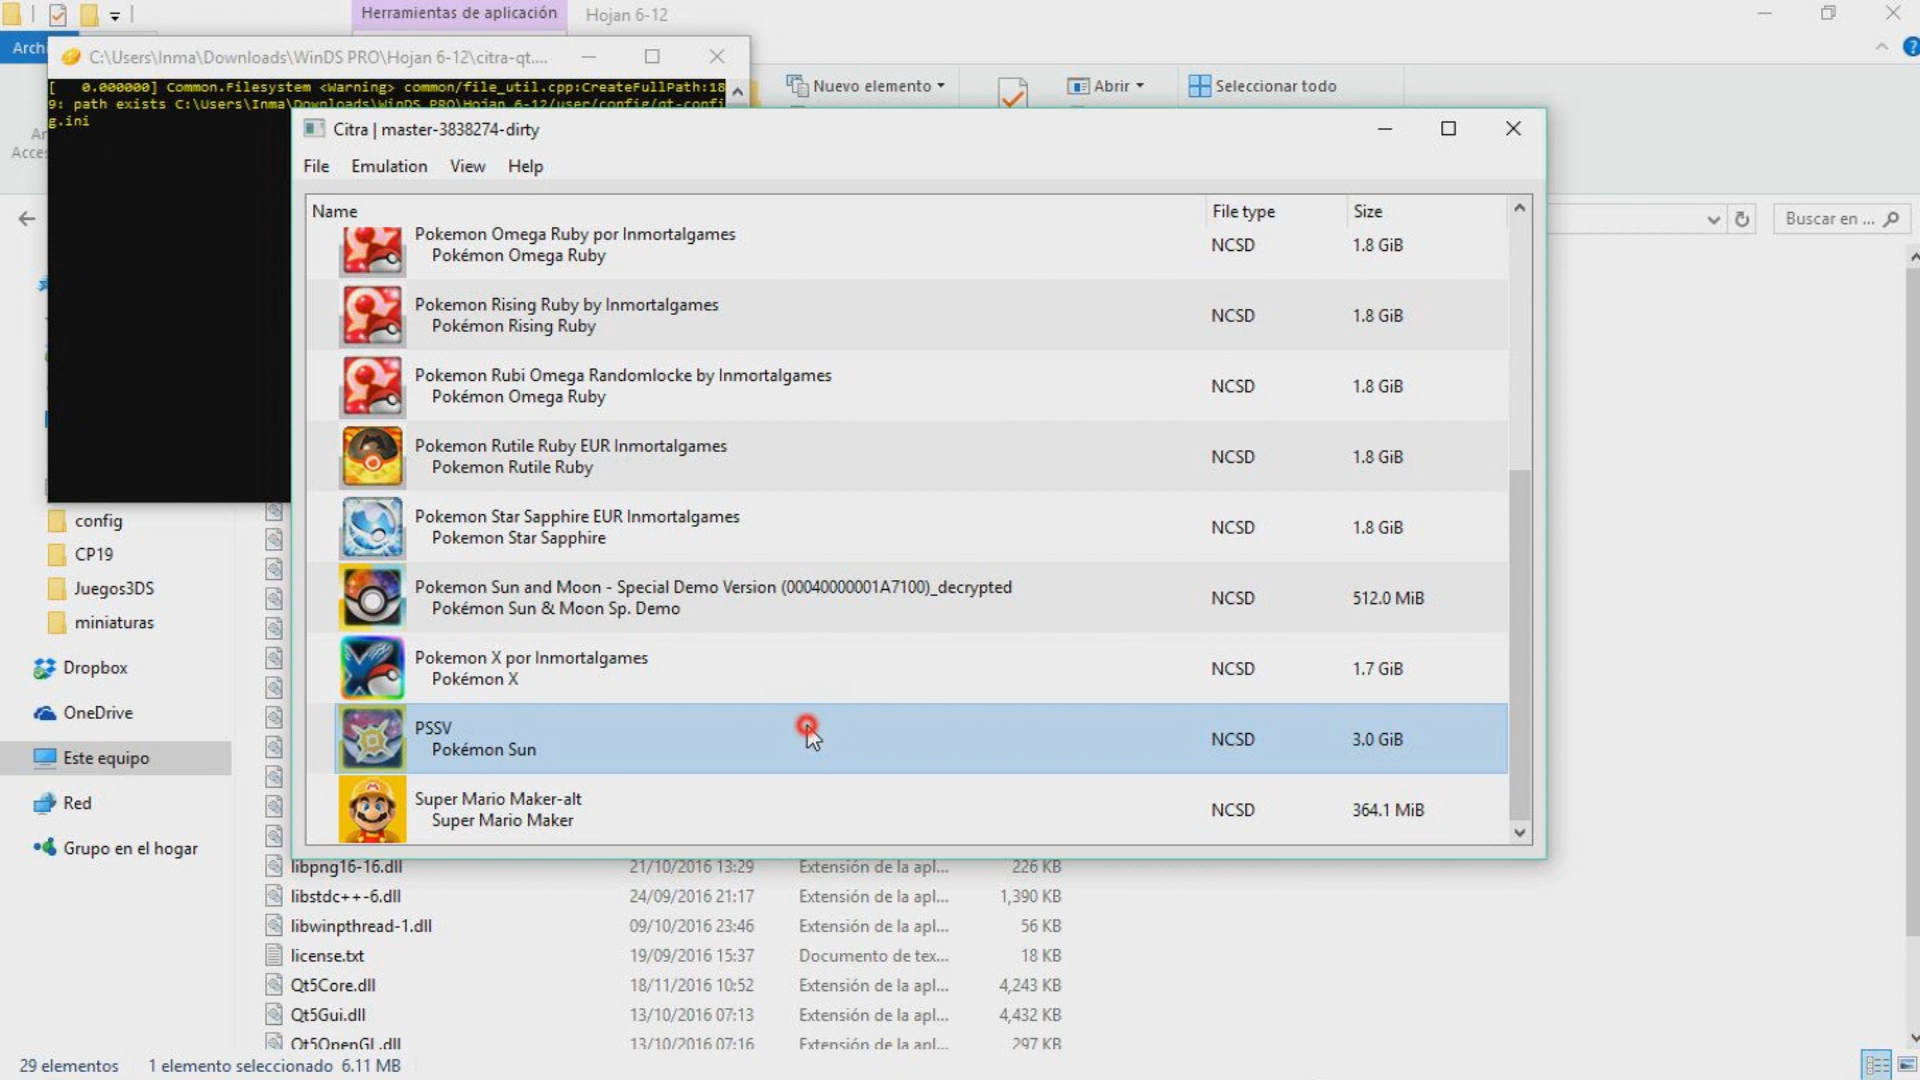 Herramientas de aplicación
Hojan 6-12
Archi
C:\Users\Inma\Downloads\WinDS PRO\Hojan 6-12\citra-qt....
[    0.000000] Common.Filesystem <Warning> common/file_util.cpp:CreateFullPath:18
9: path exists C:\Users\Inma\Downloads\WinDS PRO\Hojan 6-12/user/config/qt-confi
g.ini
Nuevo elemento
Abrir
Seleccionar todo
Acces
Buscar en ...
Citra | master-3838274-dirty
File Emulation View Help
Name File type Size
Pokemon Omega Ruby por Inmortalgames
Pokémon Omega Ruby
NCSD 1.8 GiB
Pokemon Rising Ruby by Inmortalgames
Pokémon Rising Ruby
NCSD 1.8 GiB
Pokemon Rubi Omega Randomlocke by Inmortalgames
Pokémon Omega Ruby
NCSD 1.8 GiB
Pokemon Rutile Ruby EUR Inmortalgames
Pokemon Rutile Ruby
NCSD 1.8 GiB
Pokemon Star Sapphire EUR Inmortalgames
Pokemon Star Sapphire
NCSD 1.8 GiB
Pokemon Sun and Moon - Special Demo Version (00040000001A7100)_decrypted
Pokémon Sun & Moon Sp. Demo
NCSD 512.0 MiB
Pokemon X por Inmortalgames
Pokémon X
NCSD 1.7 GiB
PSSV
Pokémon Sun
NCSD 3.0 GiB
Super Mario Maker-alt
Super Mario Maker
NCSD 364.1 MiB
config
CP19
Juegos3DS
miniaturas
Dropbox
OneDrive
Este equipo
Red
Grupo en el hogar
libpng16-16.dll 21/10/2016 13:29 Extensión de la apl... 226 KB
libstdc++-6.dll 24/09/2016 21:17 Extensión de la apl... 1,390 KB
libwinpthread-1.dll 09/10/2016 23:46 Extensión de la apl... 56 KB
license.txt 19/09/2016 15:37 Documento de tex... 18 KB
Qt5Core.dll 18/11/2016 10:52 Extensión de la apl... 4,243 KB
Qt5Gui.dll 13/10/2016 07:13 Extensión de la apl... 4,432 KB
Qt5OpenGL.dll 13/10/2016 07:16 Extensión de la apl... 297 KB
29 elementos 1 elemento seleccionado 6.11 MB